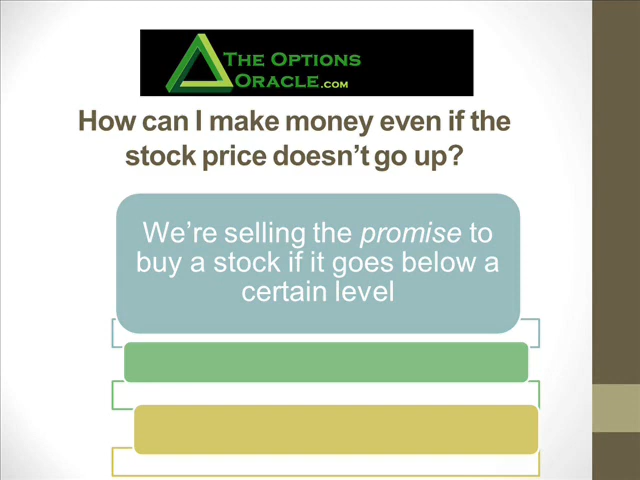 THE OPTIONS
ORACLE.COM
How can I make money even if the
stock price doesn't go up?
We're selling the promise to
buy a stock if it goes below a
certain level